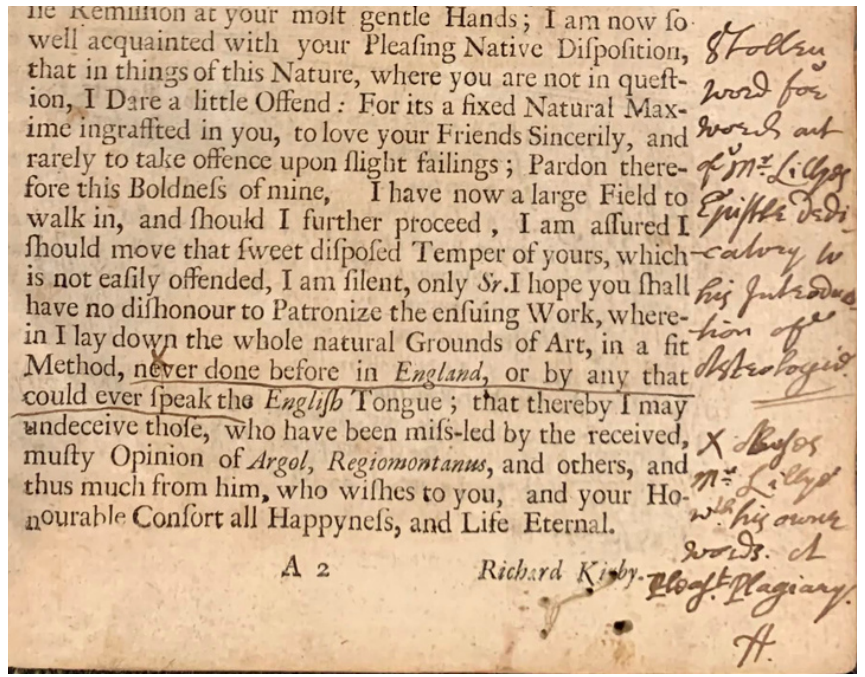 ne Remiſſion at your moſt gentle Hands; I am now ſo
well acquainted with your Pleaſing Native Diſpoſition,
that in things of this Nature, where you are not in queſt-
ion, I Dare a little Offend: For its a fixed Natural Max-
ime ingraffted in you, to love your Friends Sincerily, and
rarely to take offence upon ſlight failings; Pardon there-
fore this Boldneſs of mine, I have now a large Field to
walk in, and ſhould I further proceed, I am aſſured I
ſhould move that ſweet diſpoſed Temper of yours, which
is not eaſily offended, I am ſilent, only Sr. I hope you ſhall
have no diſhonour to Patronize the enſuing Work, where-
in I lay down the whole natural Grounds of Art, in a fit
Method, never done before in England, or by any that
could ever ſpeak the Engliſh Tongue; that thereby I may
undeceive thoſe, who have been miſs-led by the received,
muſty Opinion of Argol, Regiomontanus, and others, and
thus much from him, who wiſhes to you, and your Ho-
nourable Conſort all Happyneſs, and Life Eternal.
A 2 Richard Kirby.
Stollen
word for
word out
of Mr Lillyes
Epistle Dedi-
catory to
his Introduc-
tion of
Astrologie.
X Abuses
Mr Lillye
wth his owne
words. A
Plagiary.
H.